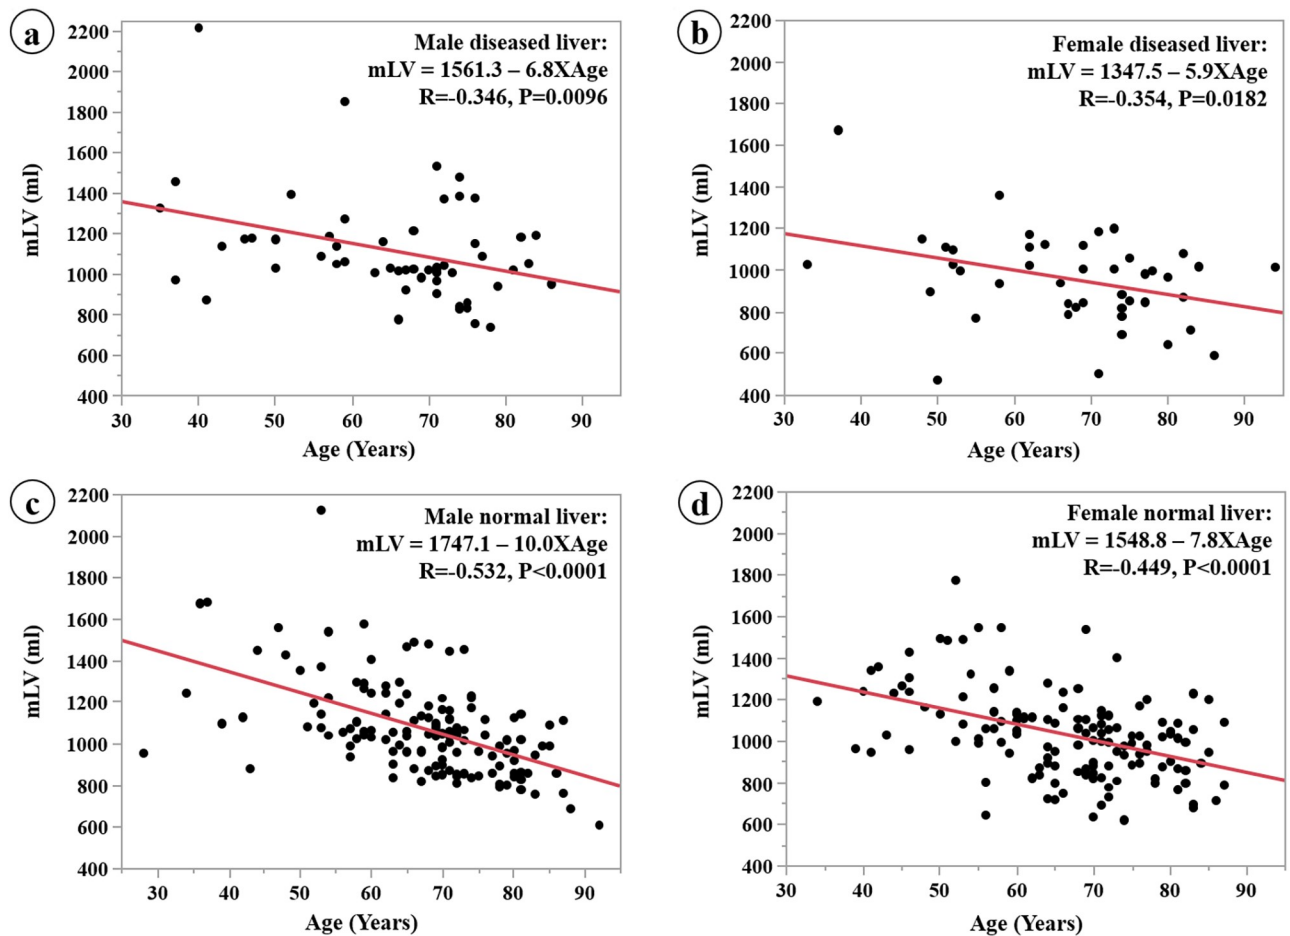 a
Male diseased liver:
mLV = 1561.3 – 6.8XAge
R=-0.346, P=0.0096
2200
2000
1800
1600
1400
1200
1000
800
600
400
mLV (ml)
30 40 50 60 70 80 90
Age (Years)
b
Female diseased liver:
mLV = 1347.5 – 5.9XAge
R=-0.354, P=0.0182
2200
2000
1800
1600
1400
1200
1000
800
600
400
mLV (ml)
30 40 50 60 70 80 90
Age (Years)
c
Male normal liver:
mLV = 1747.1 – 10.0XAge
R=-0.532, P<0.0001
2200
2000
1800
1600
1400
1200
1000
800
600
400
mLV (ml)
30 40 50 60 70 80 90
Age (Years)
d
Female normal liver:
mLV = 1548.8 – 7.8XAge
R=-0.449, P<0.0001
2200
2000
1800
1600
1400
1200
1000
800
600
400
mLV (ml)
30 40 50 60 70 80 90
Age (Years)